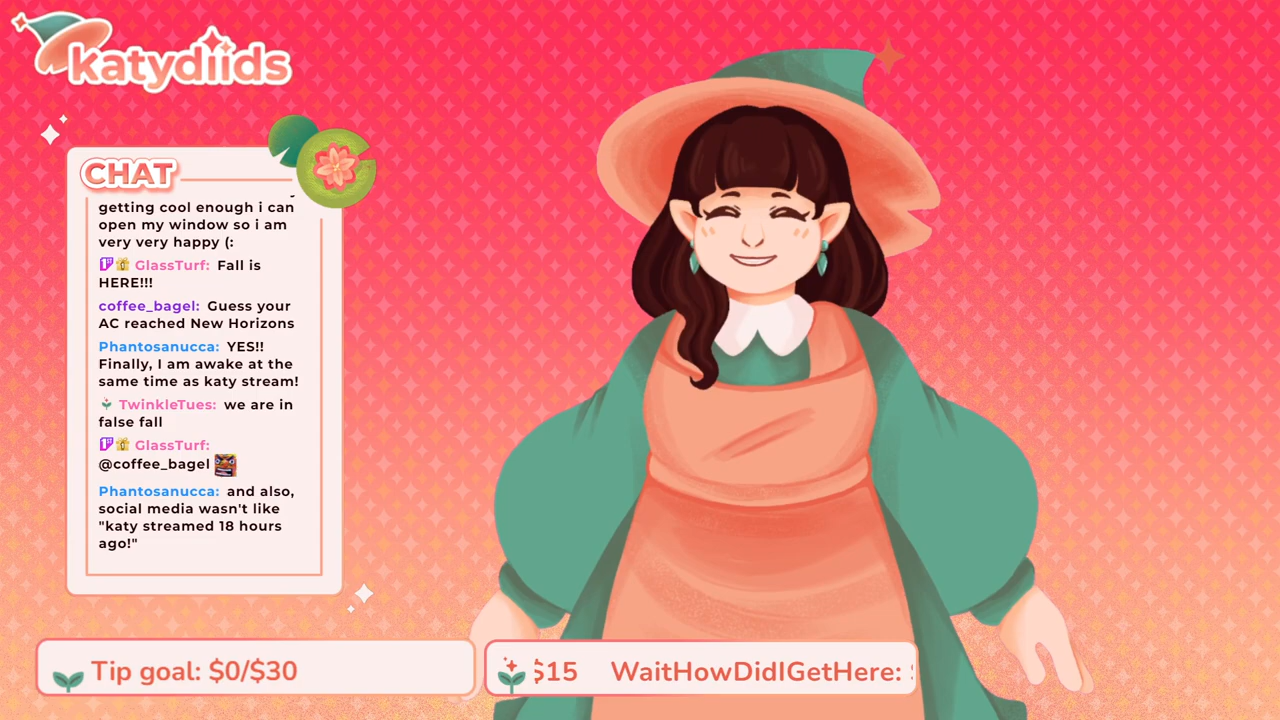 katydiids
CHAT
getting cool enough i can
open my window so i am
very very happy (:
GlassTurf: Fall is
HERE!!!
coffee_bagel: Guess your
AC reached New Horizons
Phantosanucca: YES!!
Finally, I am awake at the
same time as katy stream!
TwinkleTues: we are in
false fall
GlassTurf:
@coffee_bagel
Phantosanucca: and also,
social media wasn't like
"katy streamed 18 hours
ago!"
Tip goal: $0/$30
$15 WaitHowDidIGetHere: